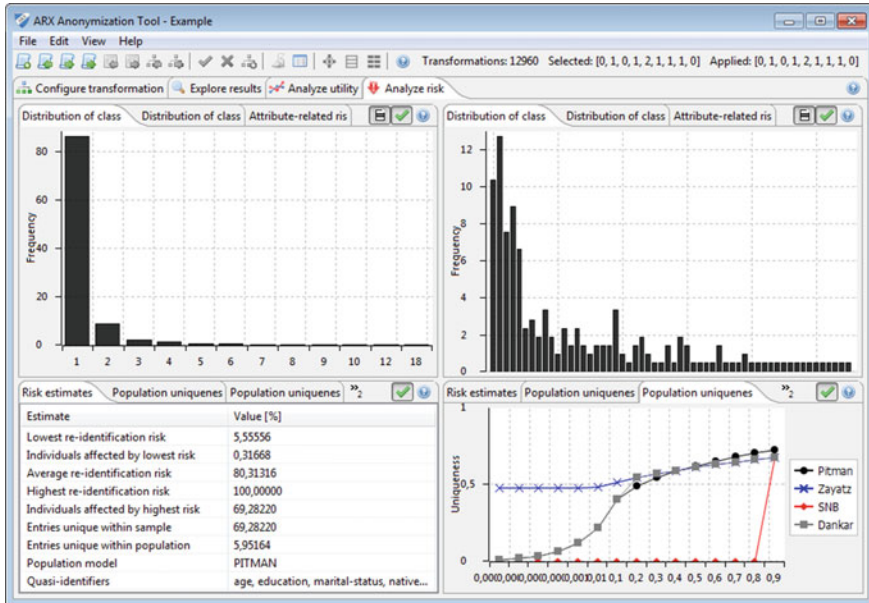 ARX Anonymization Tool - Example
File Edit View Help
Transformations: 12960 Selected: [0, 1, 0, 1, 2, 1, 1, 1, 0] Applied: [0, 1, 0, 1, 2, 1, 1, 1, 0]
Configure transformation Explore results Analyze utility Analyze risk
Distribution of class Distribution of class Attribute-related ris
80
60
40
20
0
Frequency
1 2 3 4 5 6 7 8 9 10 12 18
Distribution of class Distribution of class Attribute-related ris
12
10
8
6
4
2
0
Frequency
Risk estimates Population uniquenes Population uniquenes »2
Estimate Value [%]
Lowest re-identification risk 5,55556
Individuals affected by lowest risk 0,31668
Average re-identification risk 80,31316
Highest re-identification risk 100,00000
Individuals affected by highest risk 69,28220
Entries unique within sample 69,28220
Entries unique within population 5,95164
Population model PITMAN
Quasi-identifiers age, education, marital-status, native...
Risk estimates Population uniquenes Population uniquenes »2
1
0,5
0
Uniqueness
0,1 0,2 0,3 0,4 0,5 0,6 0,7 0,8 0,9
Pitman
Zayatz
SNB
Dankar